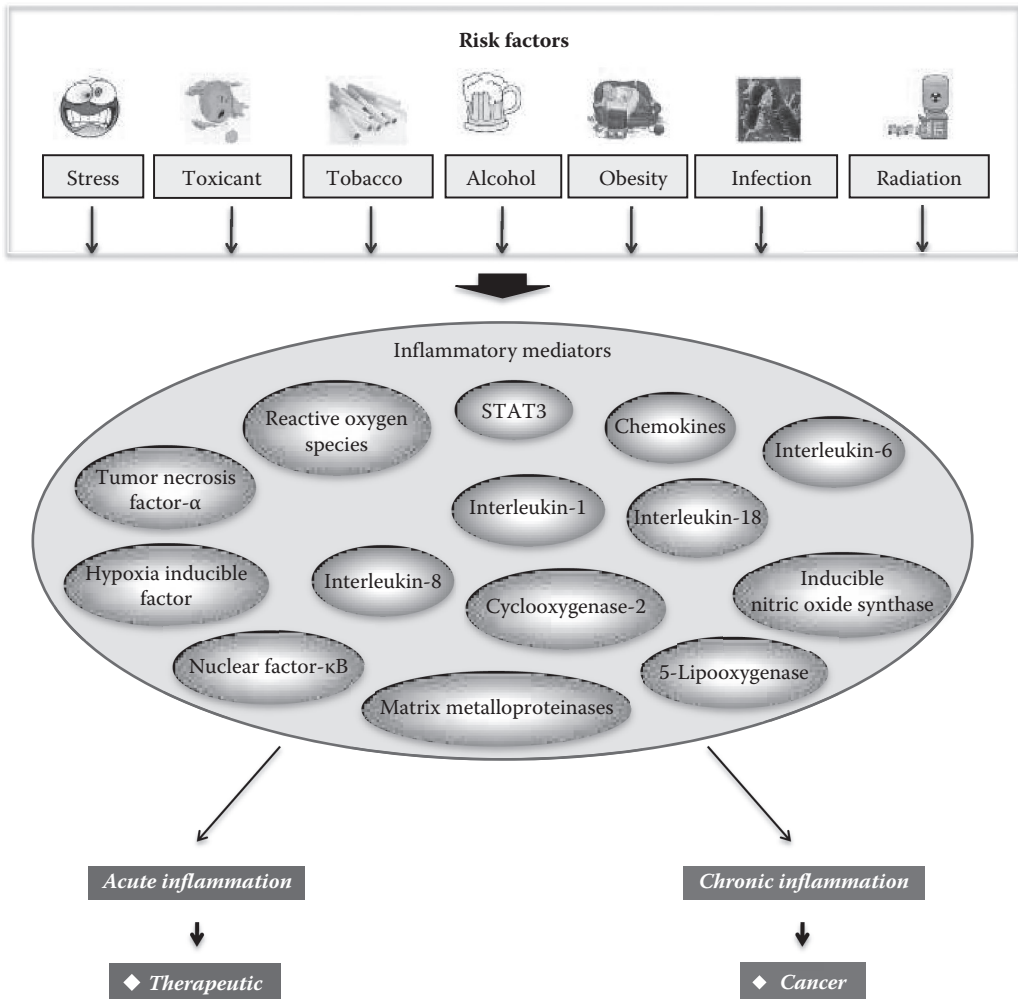 Risk factors
Stress
Toxicant
Tobacco
Alcohol
Obesity
Infection
Radiation
Inflammatory mediators
Reactive oxygen
species
STAT3
Chemokines
Interleukin-6
Tumor necrosis
factor-α
Interleukin-1
Interleukin-18
Hypoxia inducible
factor
Interleukin-8
Cyclooxygenase-2
Inducible
nitric oxide synthase
Nuclear factor-κB
5-Lipooxygenase
Matrix metalloproteinases
Acute inflammation
Chronic inflammation
◆ Therapeutic
◆ Cancer